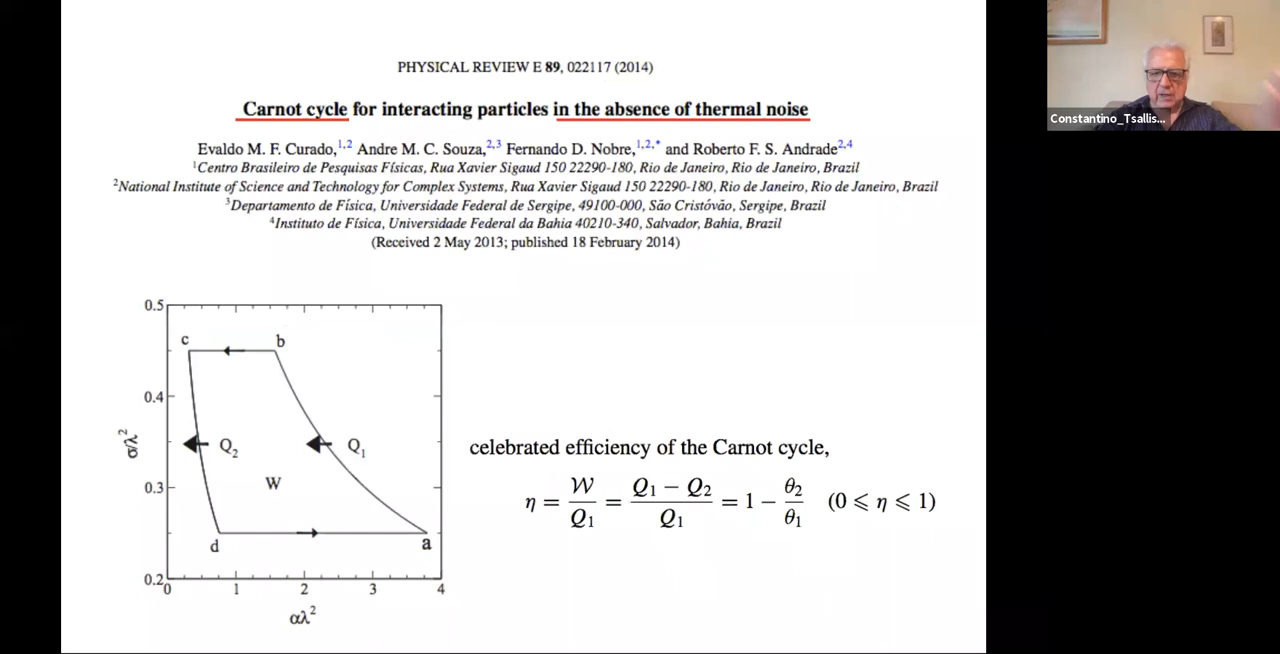 PHYSICAL REVIEW E 89, 022117 (2014)
Carnot cycle for interacting particles in the absence of thermal noise
Evaldo M. F. Curado,1,2 Andre M. C. Souza,2,3 Fernando D. Nobre,1,2,* and Roberto F. S. Andrade2,4
1Centro Brasileiro de Pesquisas Físicas, Rua Xavier Sigaud 150 22290-180, Rio de Janeiro, Rio de Janeiro, Brazil
2National Institute of Science and Technology for Complex Systems, Rua Xavier Sigaud 150 22290-180, Rio de Janeiro, Rio de Janeiro, Brazil
3Departamento de Física, Universidade Federal de Sergipe, 49100-000, São Cristóvão, Sergipe, Brazil
4Instituto de Física, Universidade Federal da Bahia 40210-340, Salvador, Bahia, Brazil
(Received 2 May 2013; published 18 February 2014)
Constantino_Tsallis...
0.5
c b
0.4
σ/λ²
Q₂ Q₁
W
0.3
d a
0.2
0 1 2 3 4
αλ²
celebrated efficiency of the Carnot cycle,
η = W/Q₁ = (Q₁ − Q₂)/Q₁ = 1 − θ₂/θ₁ (0 ⩽ η ⩽ 1)